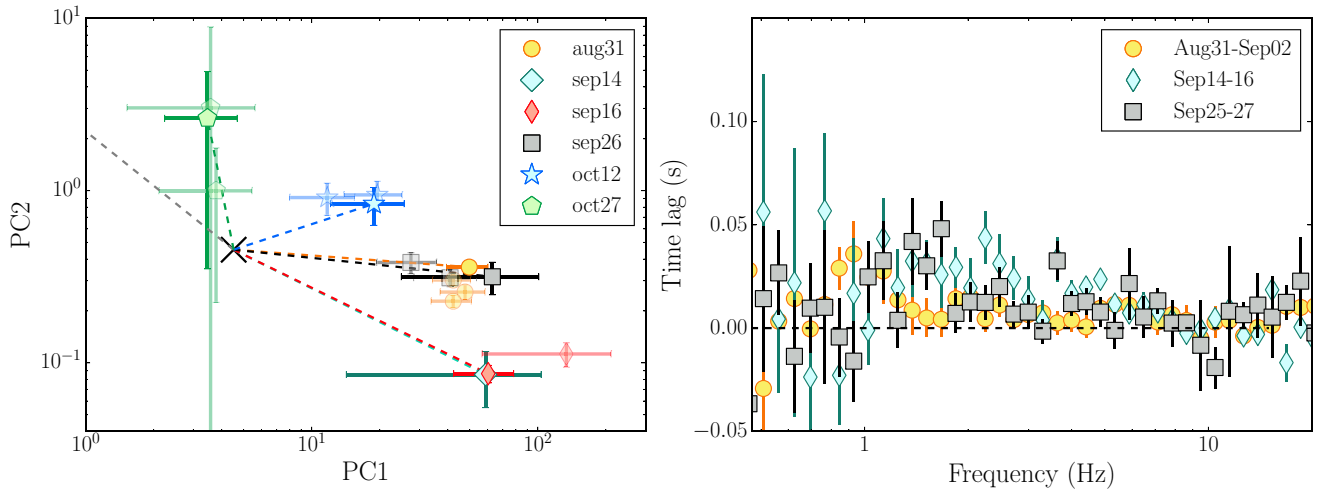 10¹
10⁰
10⁻¹
PC2
10⁰
10¹
10²
PC1
aug31
sep14
sep16
sep26
oct12
oct27
Time lag (s)
0.10
0.05
0.00
−0.05
1
10
Frequency (Hz)
Aug31-Sep02
Sep14-16
Sep25-27